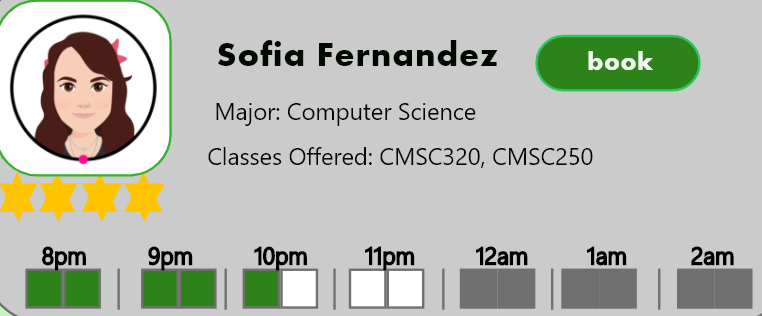 Sofia Fernandez
book
Major: Computer Science
Classes Offered: CMSC320, CMSC250
8pm 9pm 10pm 11pm 12am 1am 2am